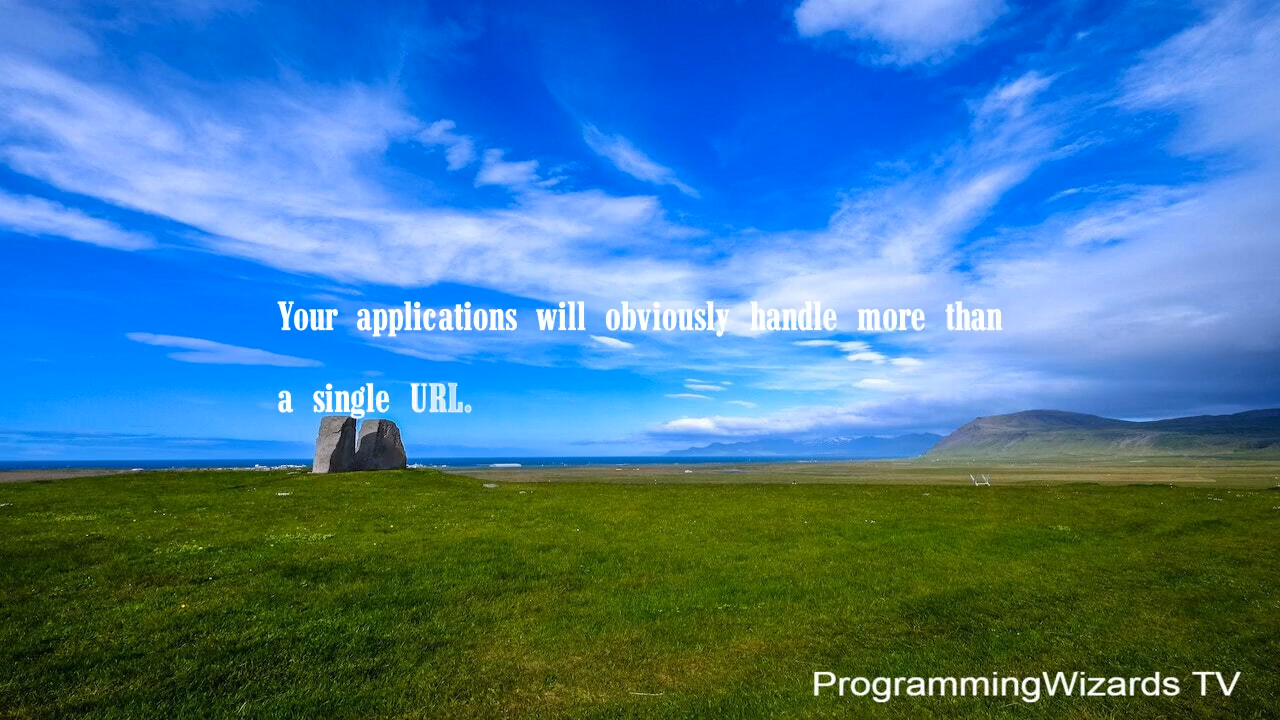 Your applications will obviously handle more than
a single URL.
ProgrammingWizards TV